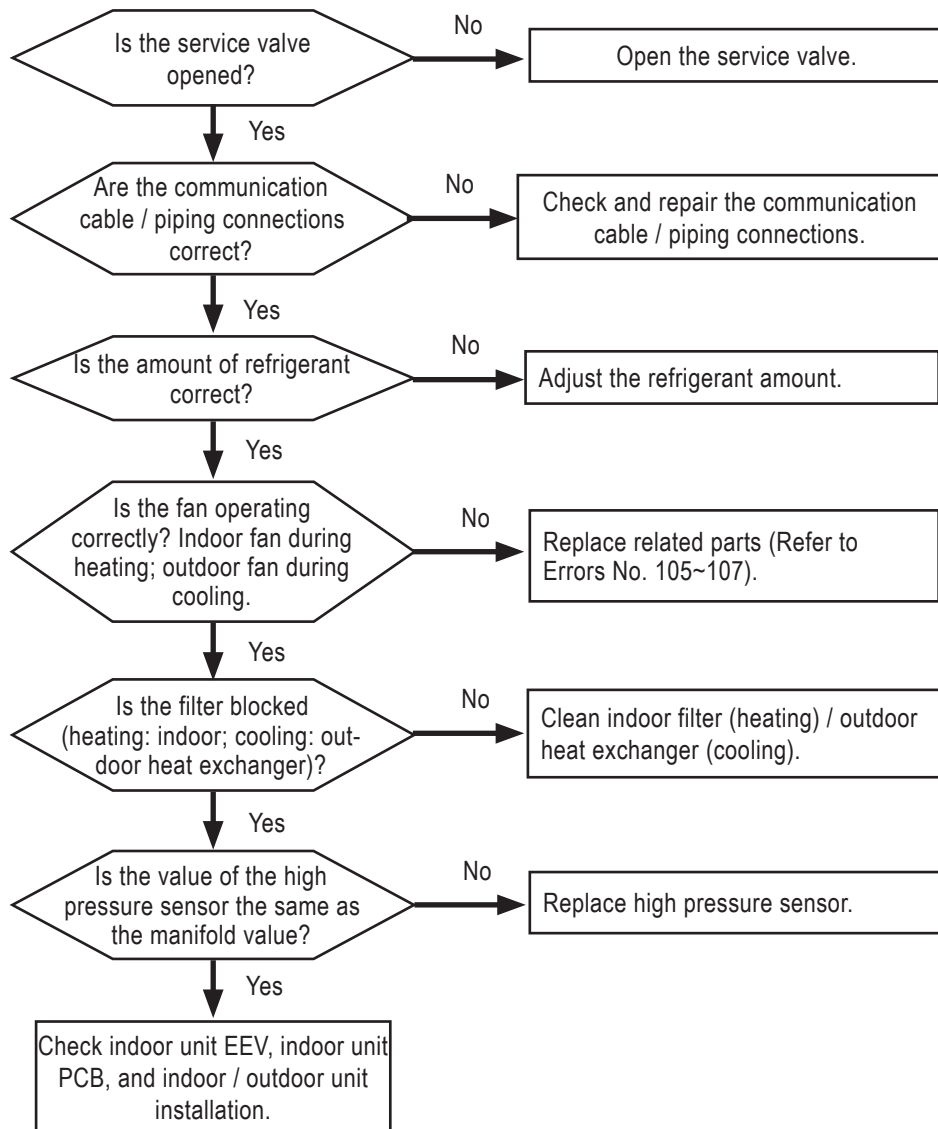 Is the service valve
opened?
No
Open the service valve.
Yes
Are the communication
cable / piping connections
correct?
No
Check and repair the communication
cable / piping connections.
Yes
Is the amount of refrigerant
correct?
No
Adjust the refrigerant amount.
Yes
Is the fan operating
correctly? Indoor fan during
heating; outdoor fan during
cooling.
No
Replace related parts (Refer to
Errors No. 105~107).
Yes
Is the filter blocked
(heating: indoor; cooling: out-
door heat exchanger)?
No
Clean indoor filter (heating) / outdoor
heat exchanger (cooling).
Yes
Is the value of the high
pressure sensor the same as
the manifold value?
No
Replace high pressure sensor.
Yes
Check indoor unit EEV, indoor unit
PCB, and indoor / outdoor unit
installation.